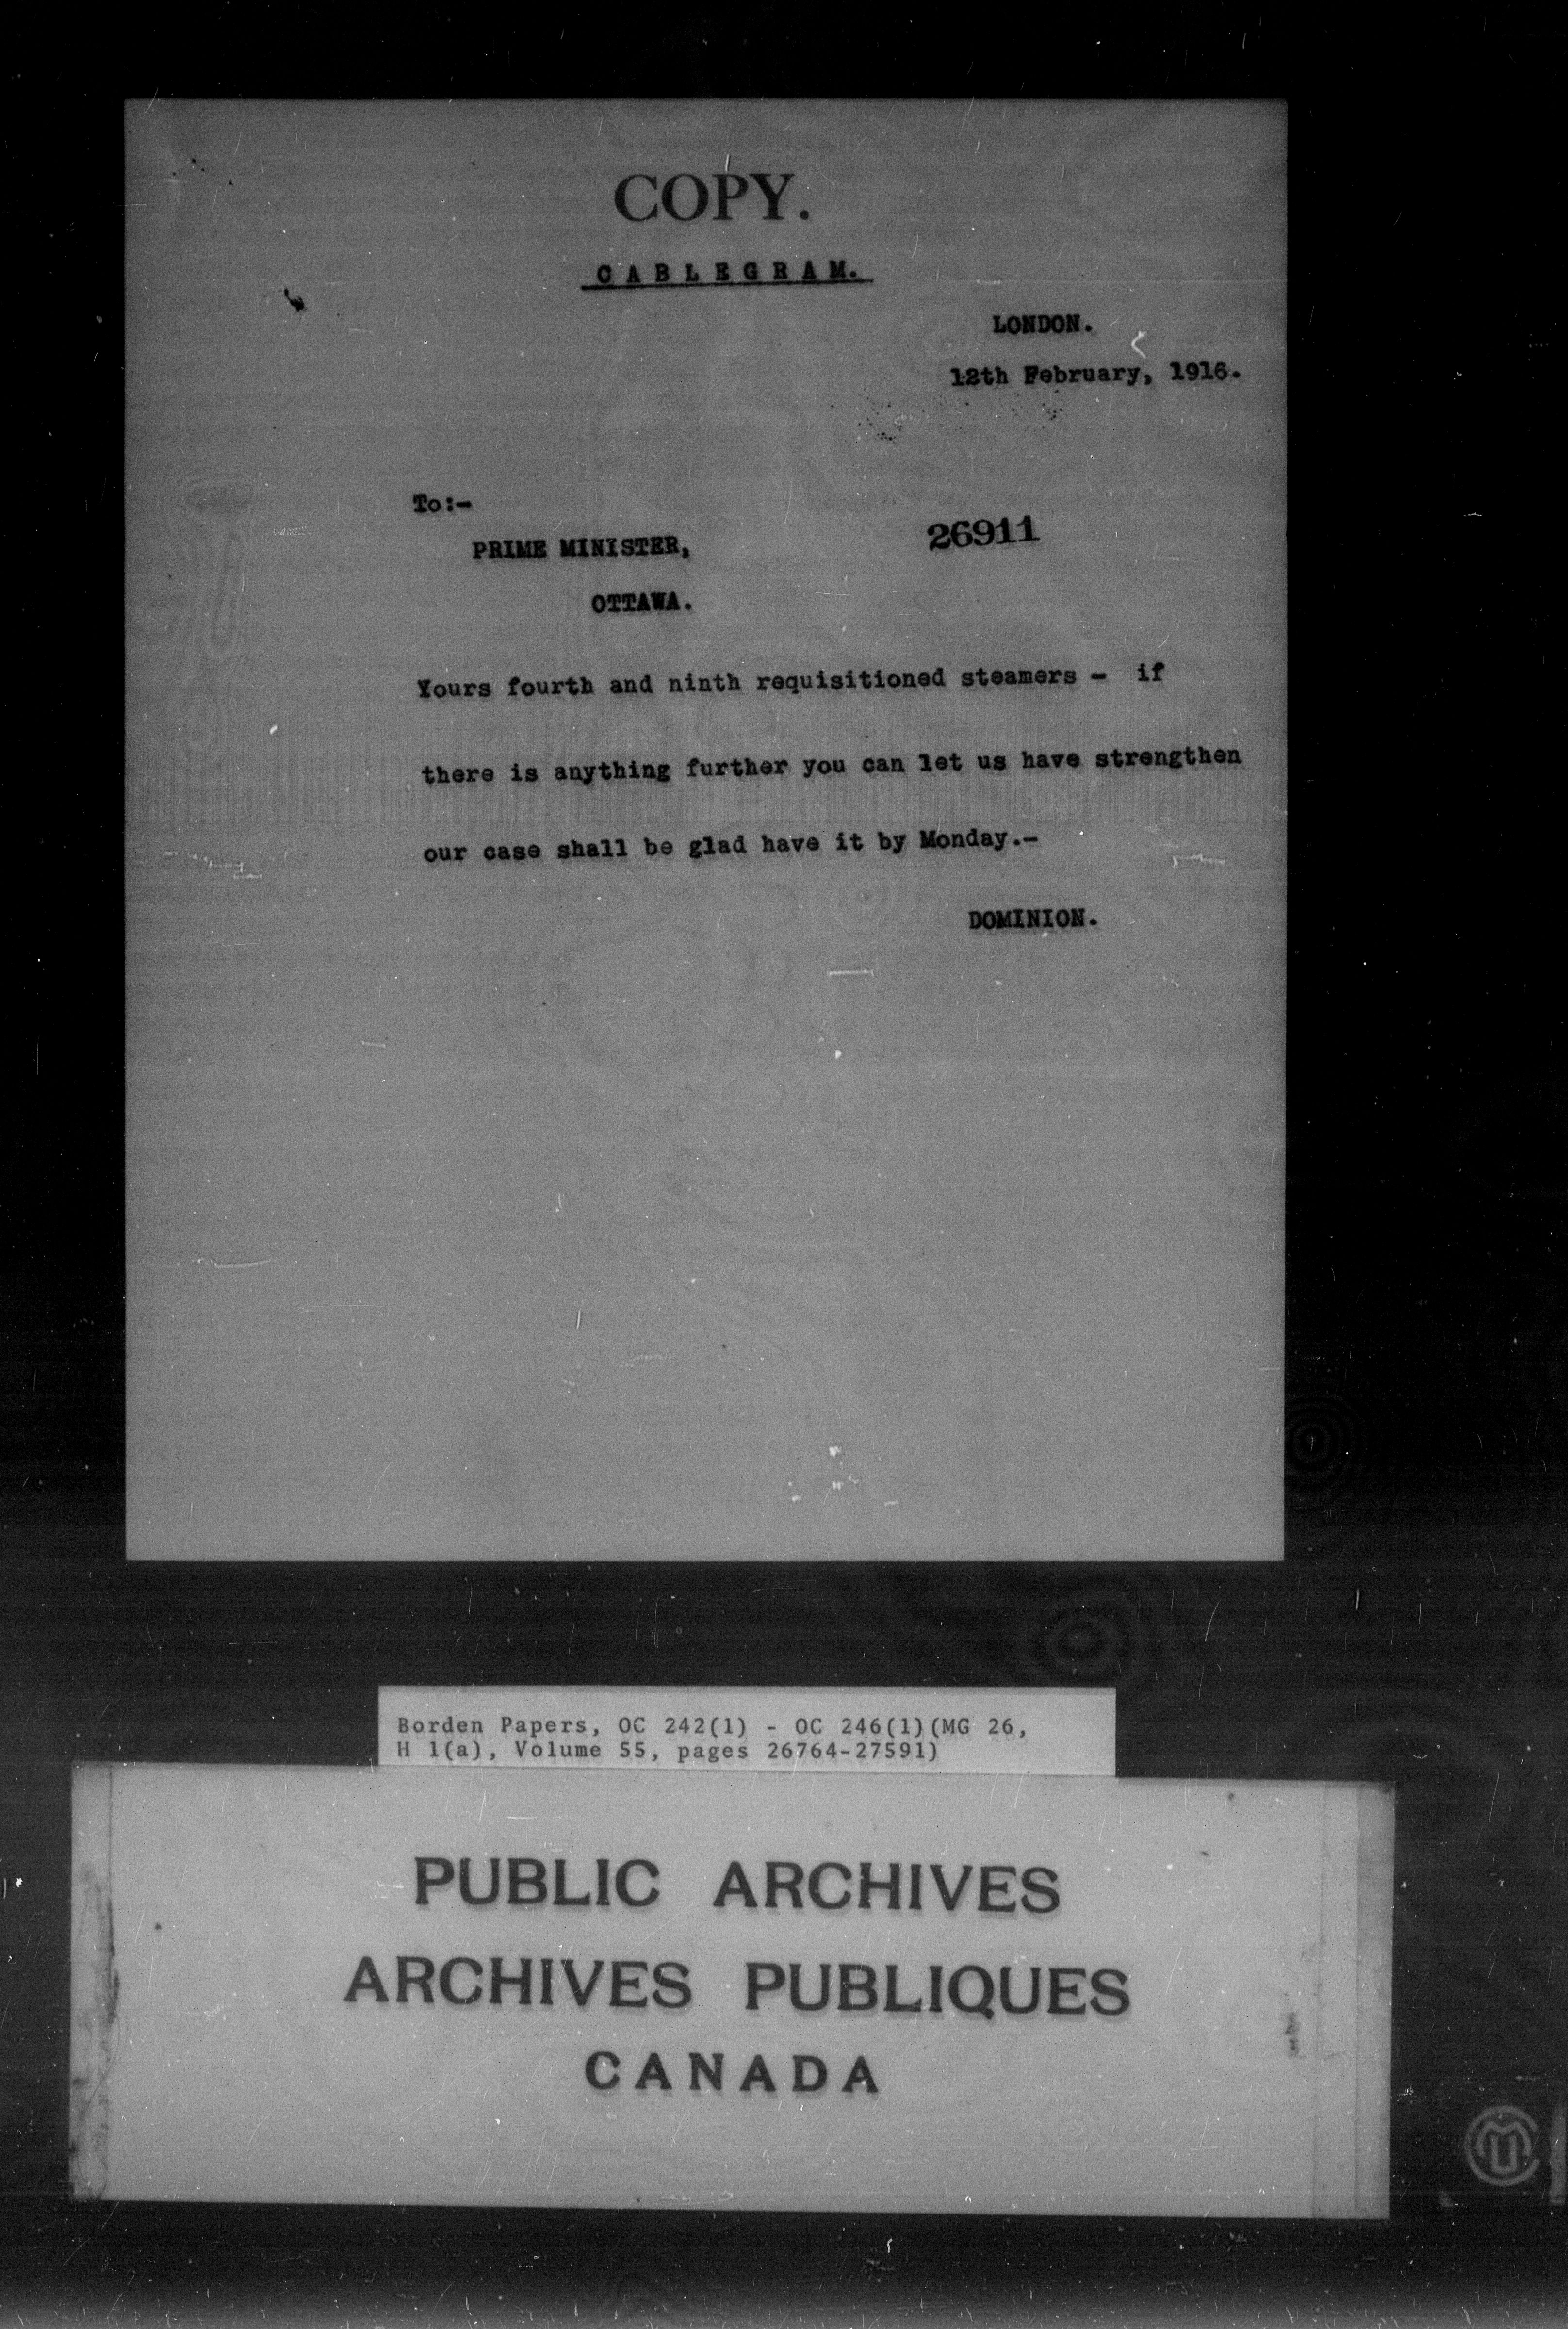 COPY.
CABLEGRAM.
LONDON.
12th February, 1916.
To:-
PRIME MINISTER,
26911
OTTAWA.
Yours fourth and ninth requisitioned steamers - if
there is anything further you can let us have strengthen
our case shall be glad have it by Monday.-
DOMINION.
Borden Papers, OC 242(1) - OC 246(1)(MG 26,
H 1(a), Volume 55, pages 26764-27591)
PUBLIC ARCHIVES
ARCHIVES PUBLIQUES
CANADA